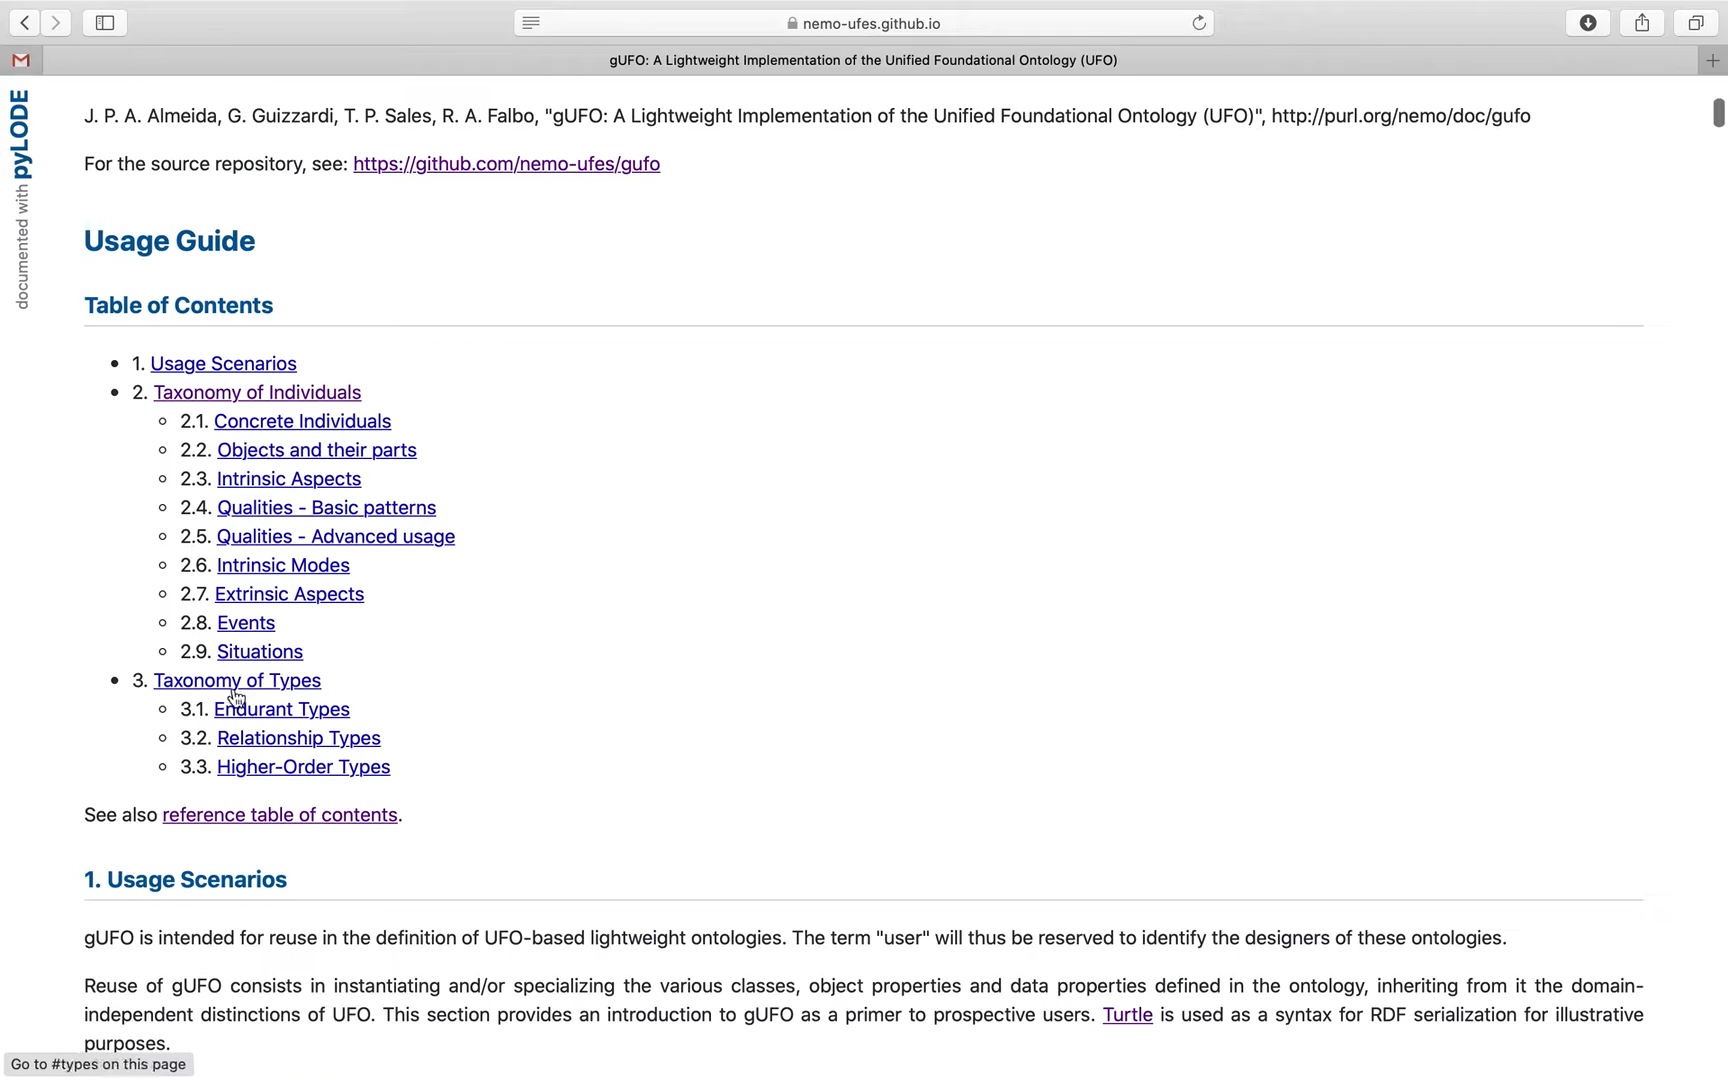 nemo-ufes.github.io
gUFO: A Lightweight Implementation of the Unified Foundational Ontology (UFO)
documented with pyLODE
J. P. A. Almeida, G. Guizzardi, T. P. Sales, R. A. Falbo, "gUFO: A Lightweight Implementation of the Unified Foundational Ontology (UFO)", http://purl.org/nemo/doc/gufo
For the source repository, see: https://github.com/nemo-ufes/gufo
Usage Guide
Table of Contents
1. Usage Scenarios
2. Taxonomy of Individuals
2.1. Concrete Individuals
2.2. Objects and their parts
2.3. Intrinsic Aspects
2.4. Qualities - Basic patterns
2.5. Qualities - Advanced usage
2.6. Intrinsic Modes
2.7. Extrinsic Aspects
2.8. Events
2.9. Situations
3. Taxonomy of Types
3.1. Endurant Types
3.2. Relationship Types
3.3. Higher-Order Types
See also reference table of contents.
1. Usage Scenarios
gUFO is intended for reuse in the definition of UFO-based lightweight ontologies. The term "user" will thus be reserved to identify the designers of these ontologies.
Reuse of gUFO consists in instantiating and/or specializing the various classes, object properties and data properties defined in the ontology, inheriting from it the domain-
independent distinctions of UFO. This section provides an introduction to gUFO as a primer to prospective users. Turtle is used as a syntax for RDF serialization for illustrative
purposes.
Go to #types on this page